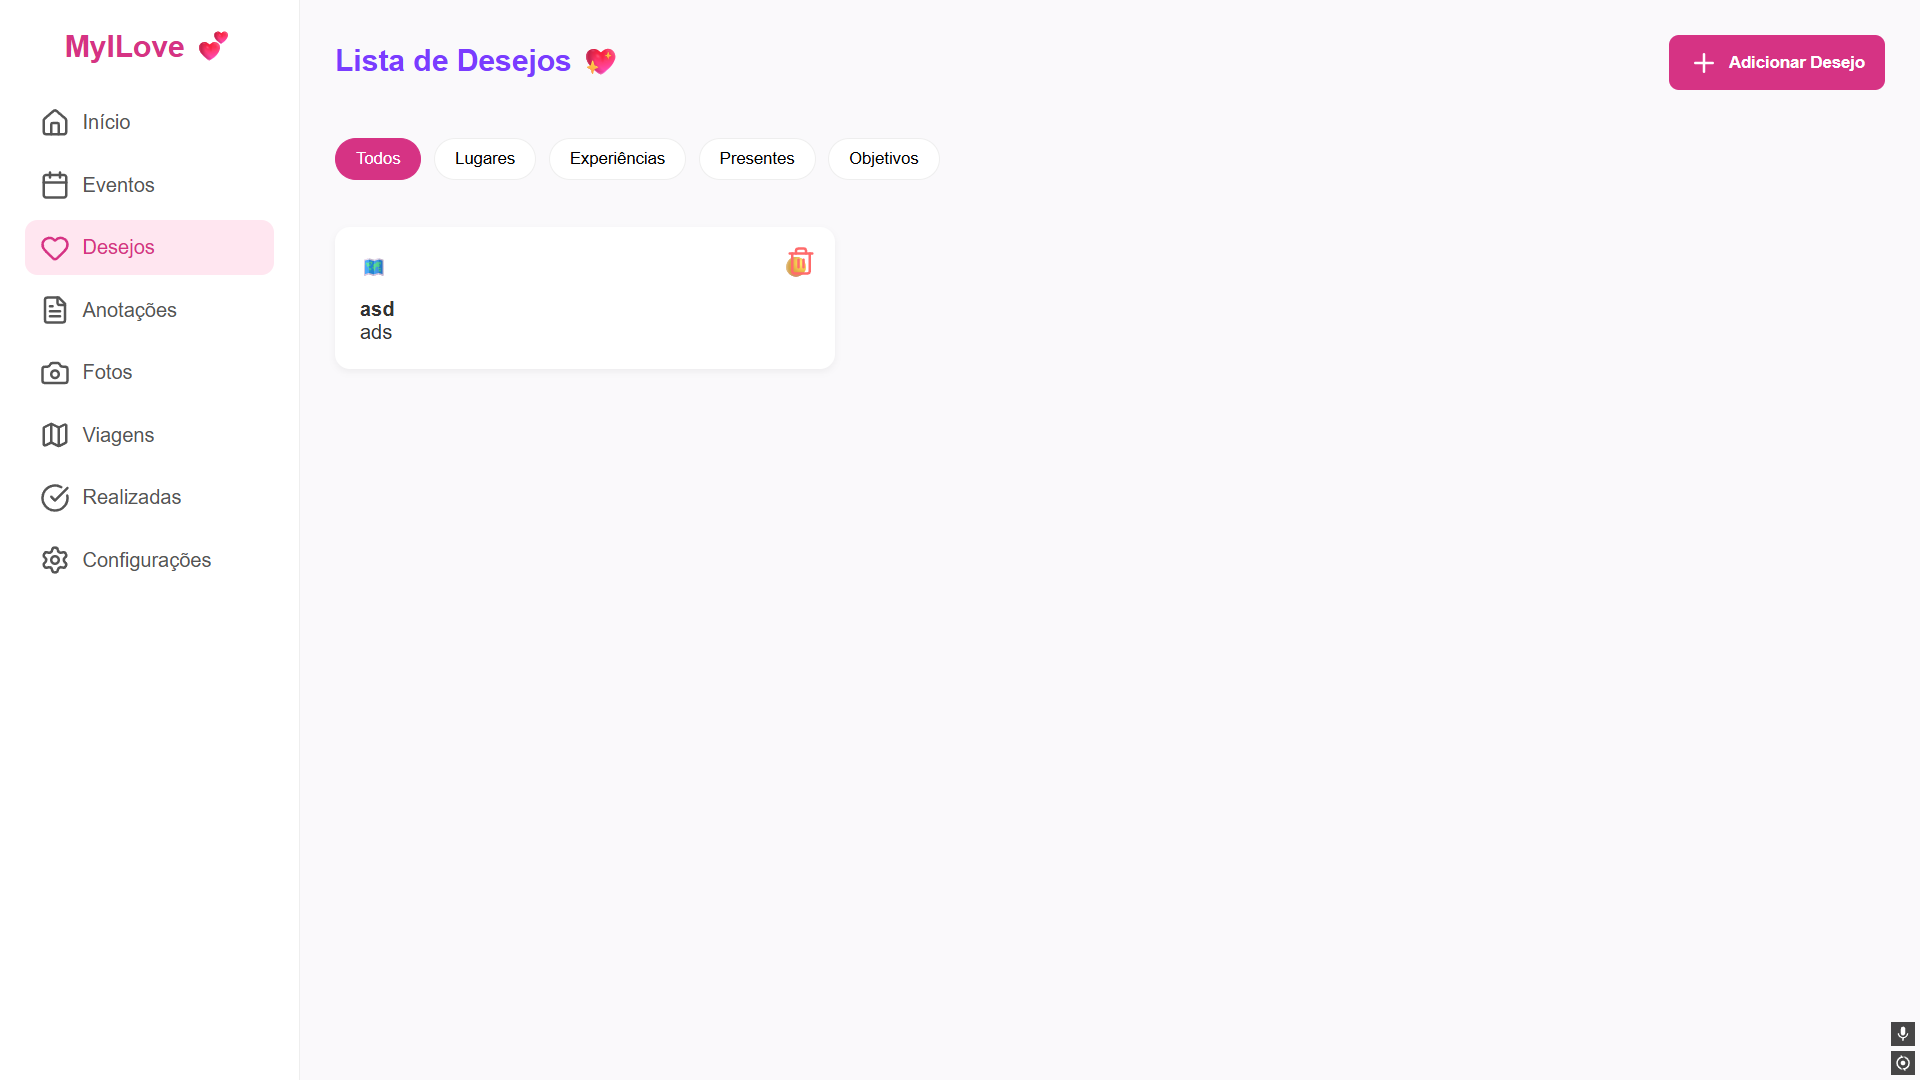 MyILove
Início
Eventos
Desejos
Anotações
Fotos
Viagens
Realizadas
Configurações
Lista de Desejos
Adicionar Desejo
Todos
Lugares
Experiências
Presentes
Objetivos
asd
ads